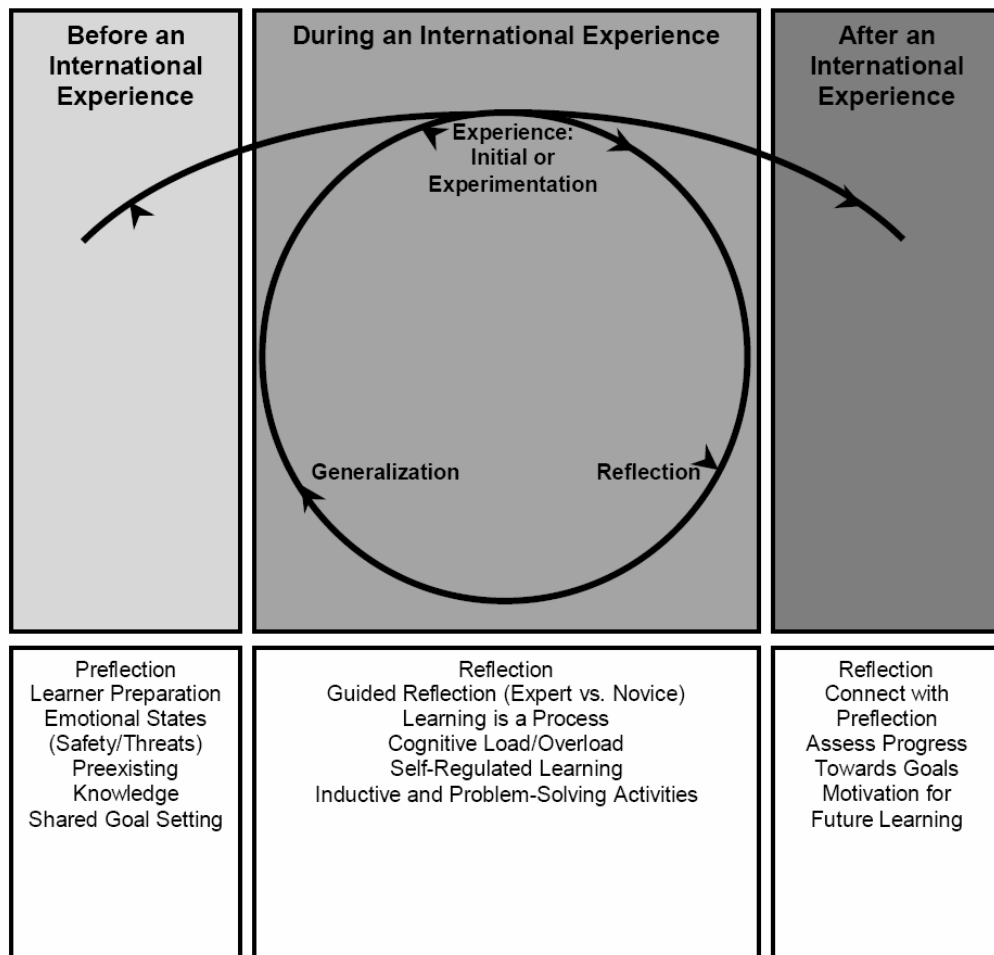 Before an
International
Experience
During an International Experience
After an
International
Experience
Experience:
Initial or
Experimentation
Generalization
Reflection
Preflection
Learner Preparation
Emotional States
(Safety/Threats)
Preexisting
Knowledge
Shared Goal Setting
Reflection
Guided Reflection (Expert vs. Novice)
Learning is a Process
Cognitive Load/Overload
Self-Regulated Learning
Inductive and Problem-Solving Activities
Reflection
Connect with
Preflection
Assess Progress
Towards Goals
Motivation for
Future Learning